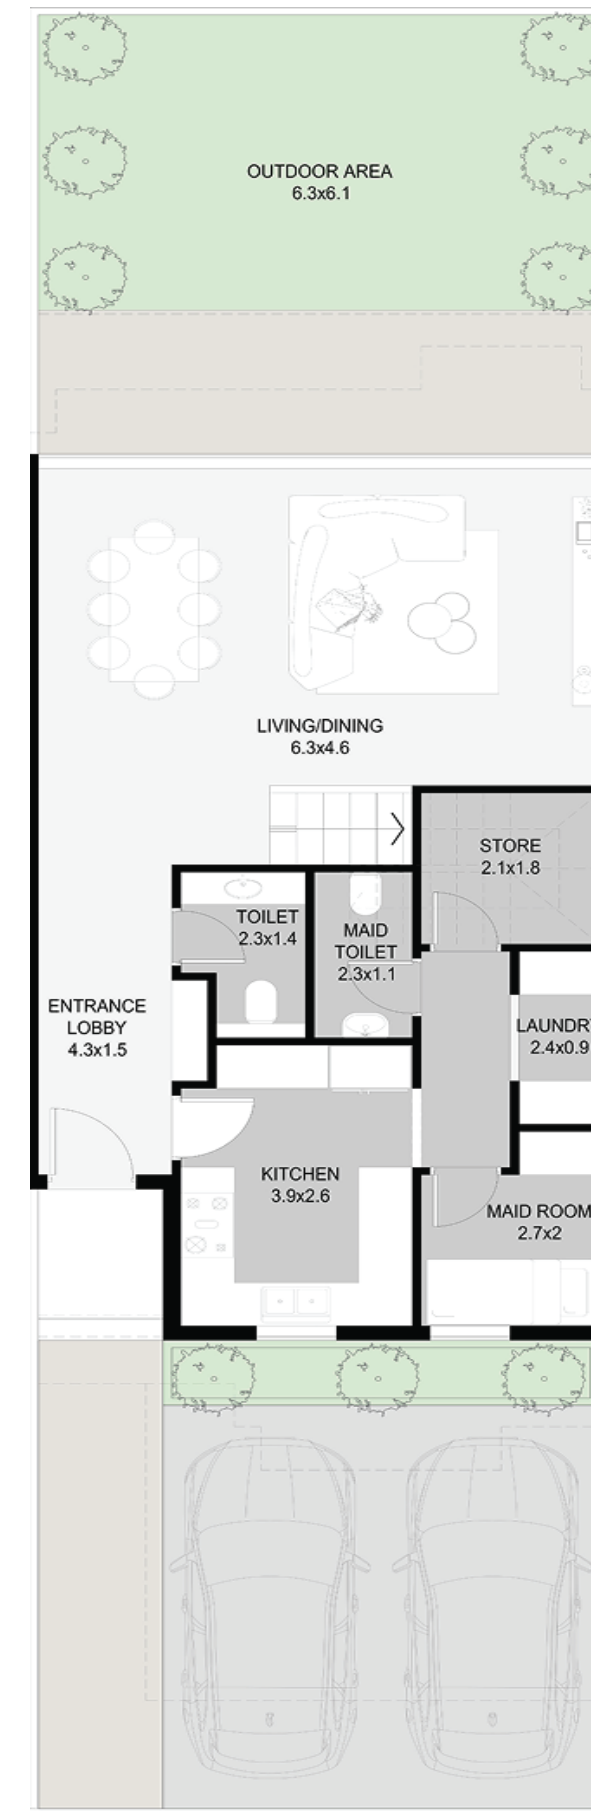 OUTDOOR AREA
6.3x6.1
LIVING/DINING
6.3x4.6
STORE
2.1x1.8
TOILET
2.3x1.4
MAID
TOILET
2.3x1.1
ENTRANCE
LOBBY
4.3x1.5
LAUNDR
2.4x0.9
KITCHEN
3.9x2.6
MAID ROOM
2.7x2